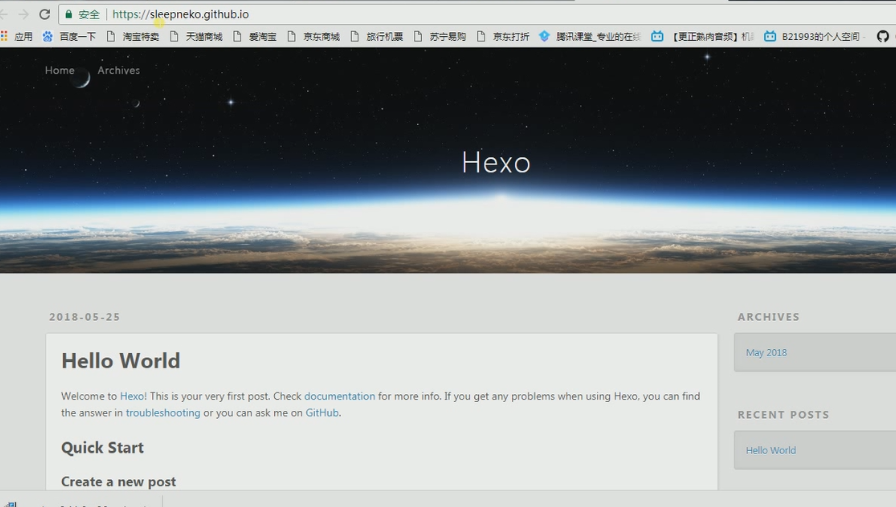 安全 https://sleepneko.github.io
应用 百度一下 淘宝特卖 天猫商城 爱淘宝 京东商城 旅行机票 苏宁易购 京东打折 腾讯课堂_专业的在线 【更正熟肉音频】机 B21993的个人空间
Home Archives
Hexo
2018-05-25
Hello World
Welcome to Hexo! This is your very first post. Check documentation for more info. If you get any problems when using Hexo, you can find
the answer in troubleshooting or you can ask me on GitHub.
Quick Start
Create a new post
ARCHIVES
May 2018
RECENT POSTS
Hello World